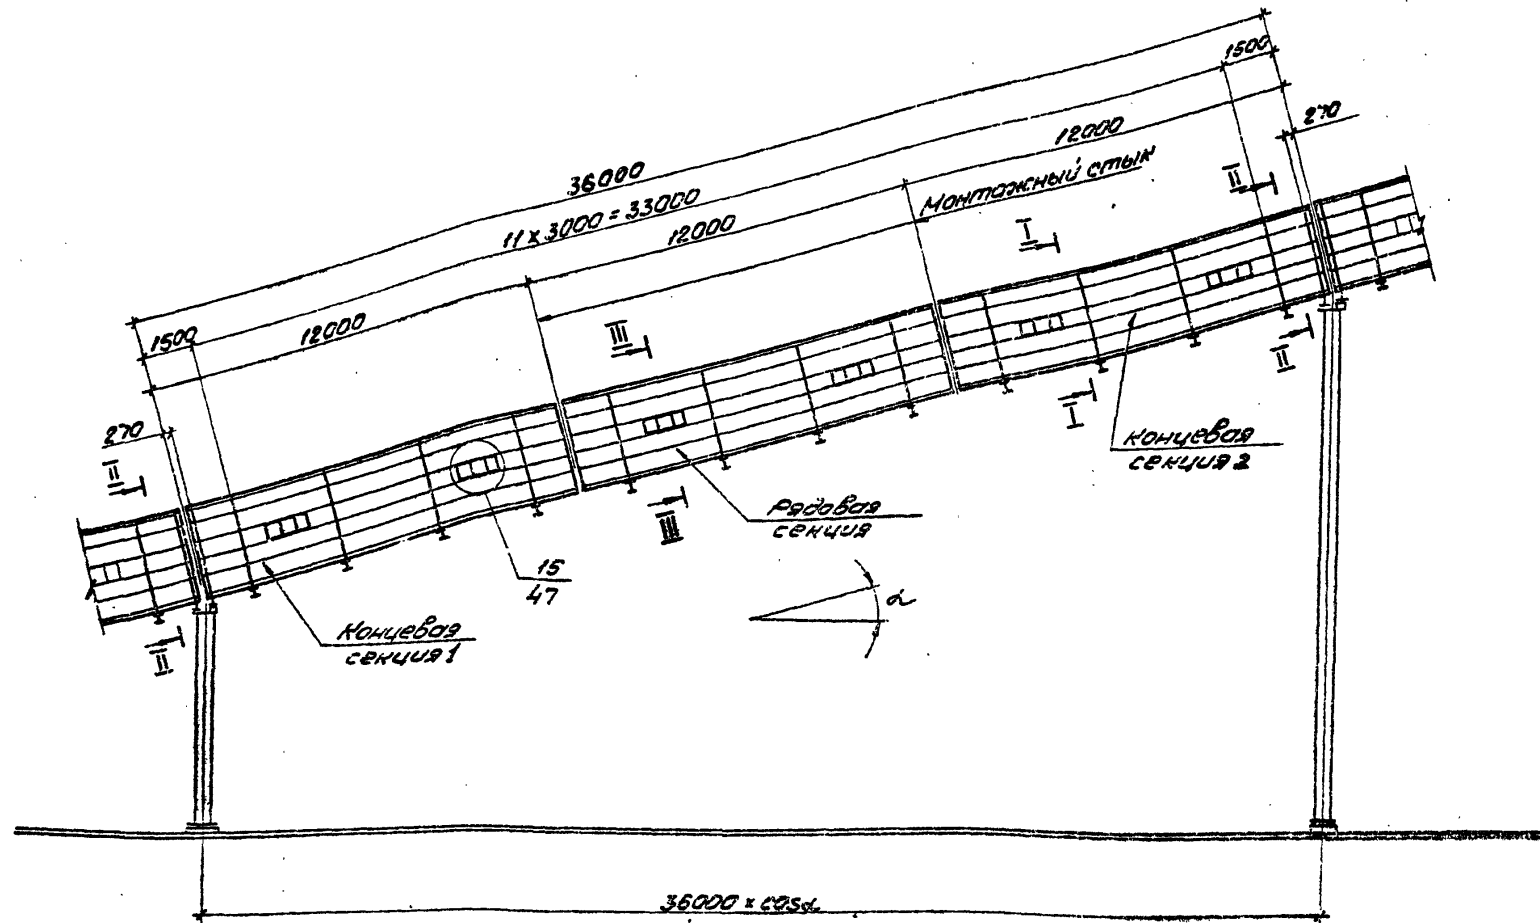 1500
36000
11 x 3000 = 33000
12000
270
12000
Монтажный стык
II
I
1500
12000
III
270
II
I
II
Концевая
секция 2
Рядовая
секция
III
15
47
α
Концевая
секция 1
II
36000 x cosα